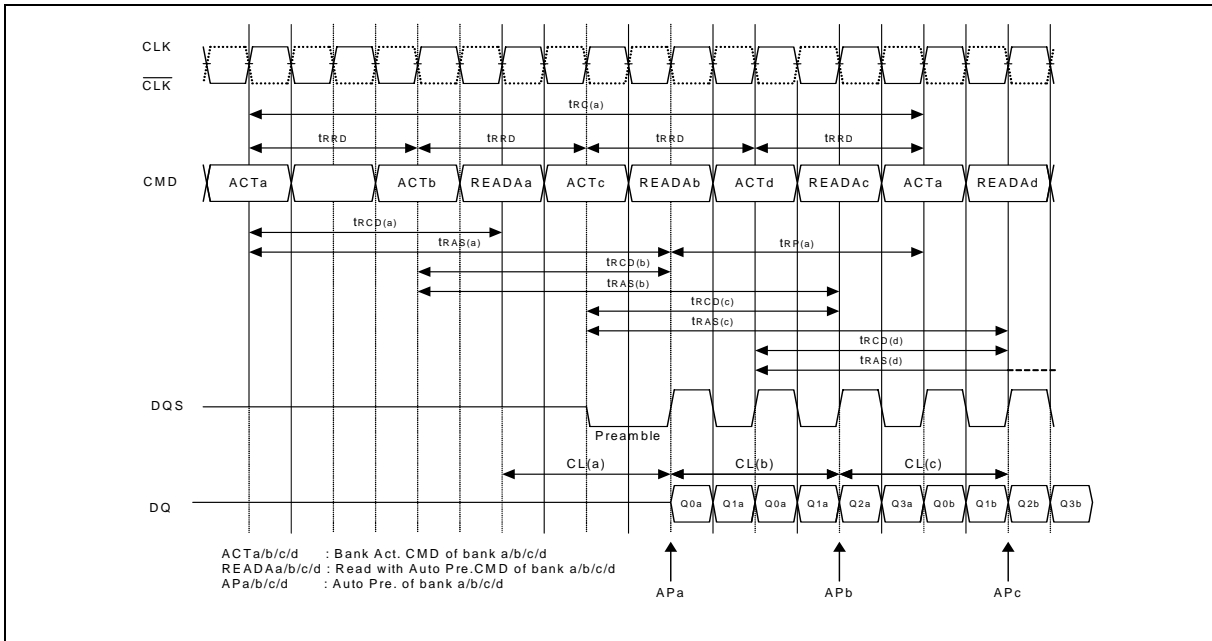 CLK
CLK
tRC(a)
tRRD tRRD tRRD tRRD
CMD ACTa ACTb READAa ACTc READAb ACTd READAc ACTa READAd
tRCD(a)
tRAS(a) tRP(a)
tRCD(b)
tRAS(b)
tRCD(c)
tRAS(c)
tRCD(d)
tRAS(d)
DQS
Preamble
CL(a) CL(b) CL(c)
DQ Q0a Q1a Q0a Q1a Q2a Q3a Q0b Q1b Q2b Q3b
ACTa/b/c/d : Bank Act. CMD of bank a/b/c/d
READAa/b/c/d : Read with Auto Pre.CMD of bank a/b/c/d
APa/b/c/d : Auto Pre. of bank a/b/c/d
APa APb APc